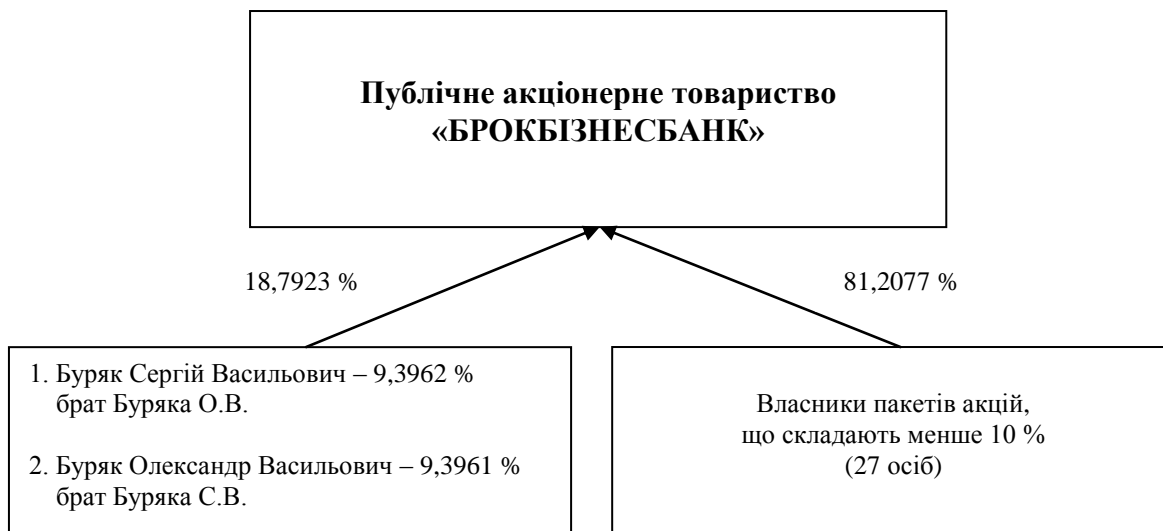 Публічне акціонерне товариство
«БРОКБІЗНЕСБАНК»
18,7923 %
81,2077 %
1. Буряк Сергій Васильович – 9,3962 %
брат Буряка О.В.
2. Буряк Олександр Васильович – 9,3961 %
брат Буряка С.В.
Власники пакетів акцій,
що складають менше 10 %
(27 осіб)